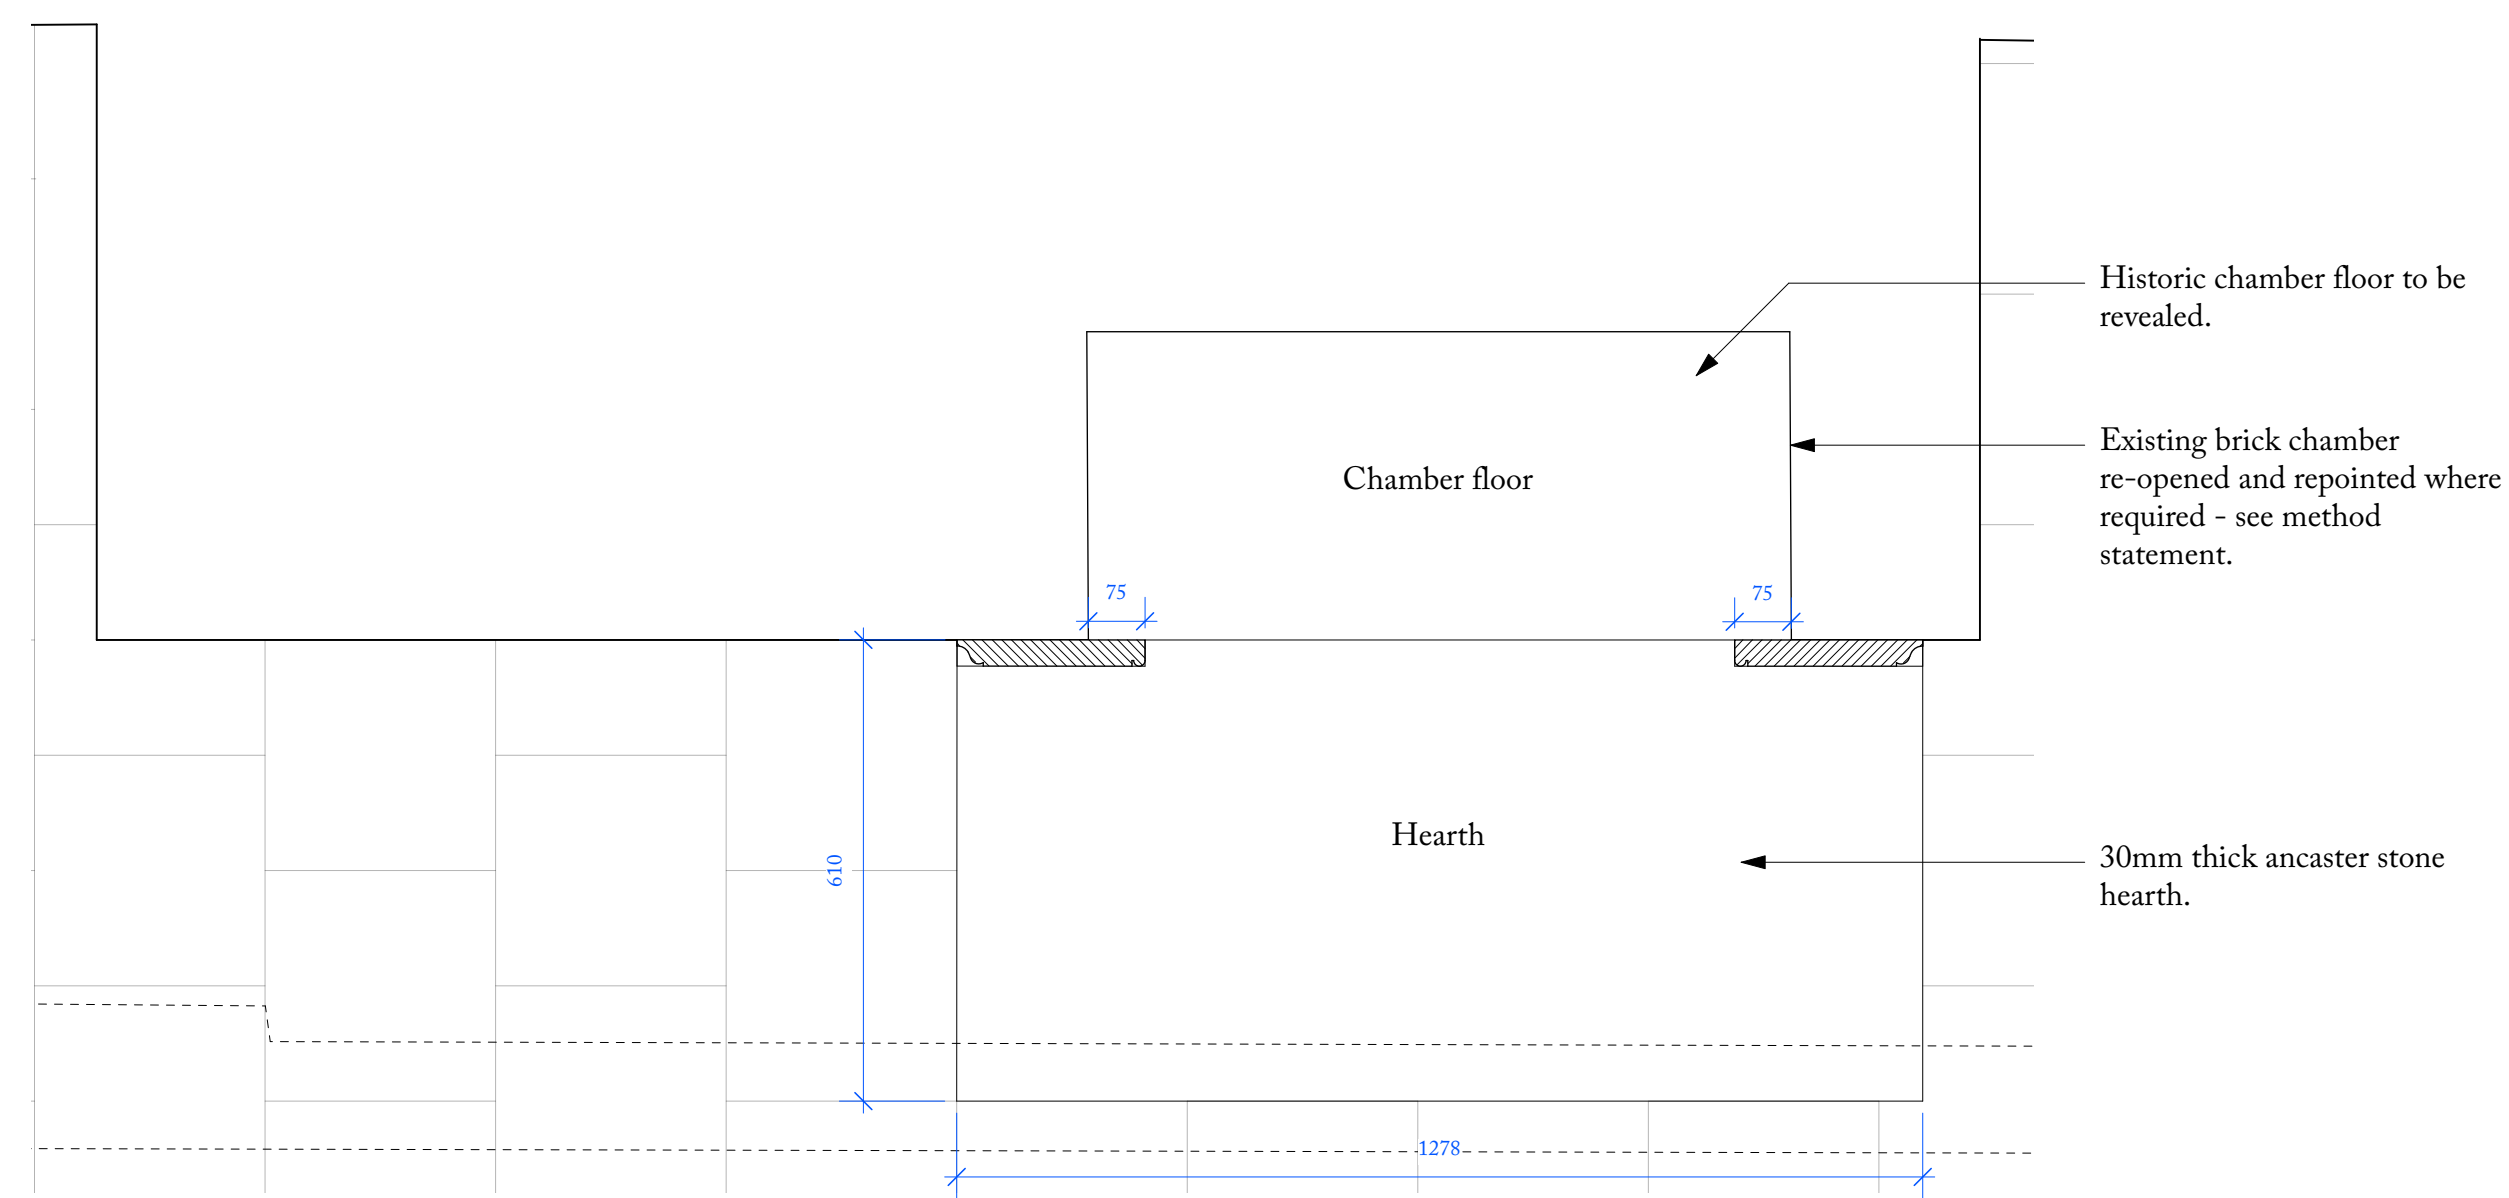 Historic chamber floor to be
revealed.
Existing brick chamber
re-opened and repointed where
required - see method
statement.
Chamber floor
75
75
Hearth
30mm thick ancaster stone
hearth.
610
1278